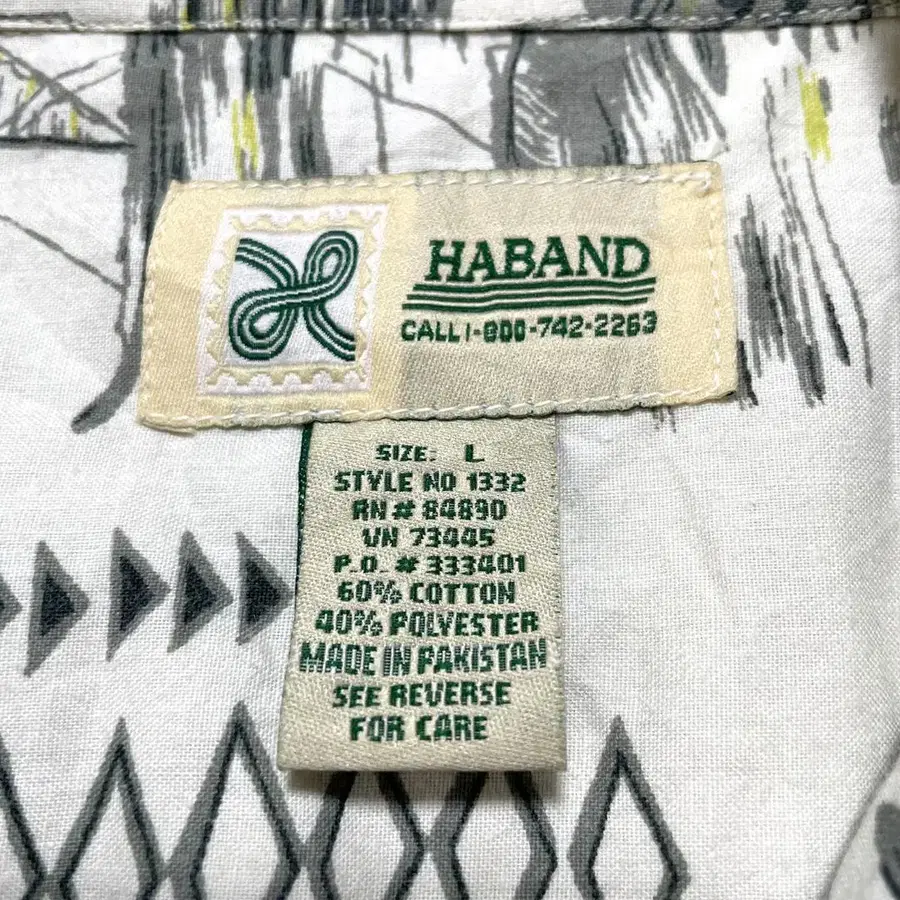 HABAND
CALL 1-800-742-2263
SIZE: L
STYLE NO 1332
RN # 84890
VN 73445
P.O. # 333401
60% COTTON
40% POLYESTER
MADE IN PAKISTAN
SEE REVERSE
FOR CARE